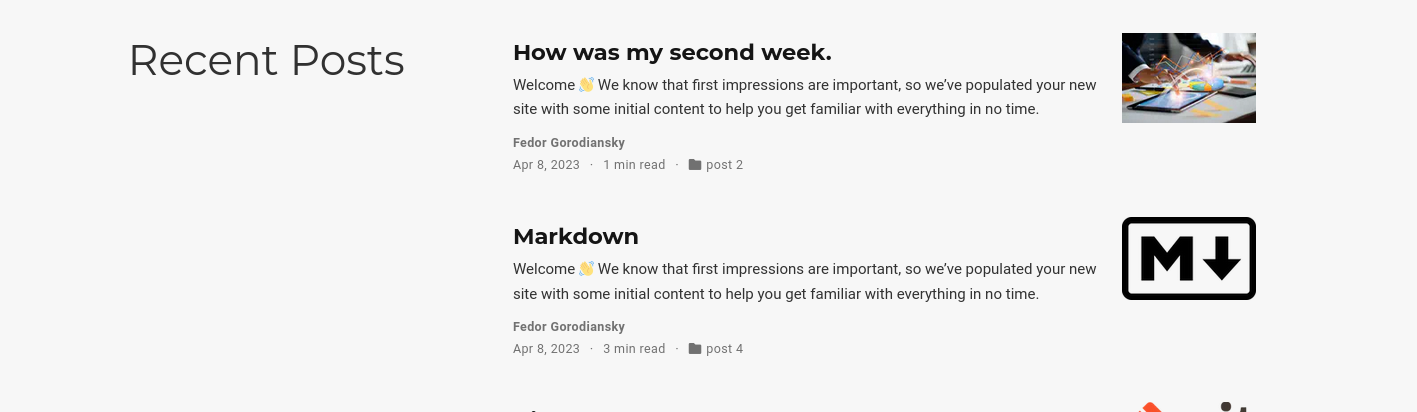 Recent Posts
How was my second week.
Welcome 👋 We know that first impressions are important, so we’ve populated your new
site with some initial content to help you get familiar with everything in no time.
Fedor Gorodiansky
Apr 8, 2023 · 1 min read · post 2
Markdown
Welcome 👋 We know that first impressions are important, so we’ve populated your new
site with some initial content to help you get familiar with everything in no time.
M
Fedor Gorodiansky
Apr 8, 2023 · 3 min read · post 4